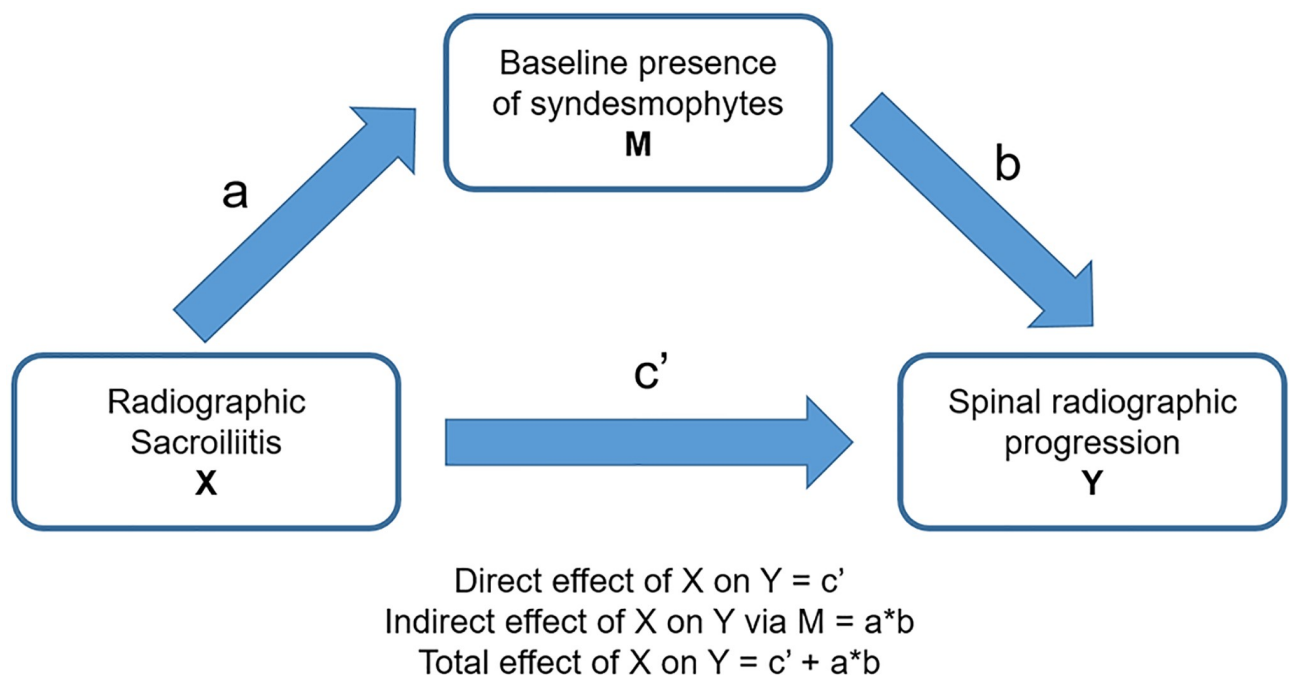 Baseline presence
of syndesmophytes
M
a
b
c’
Radiographic
Sacroiliitis
X
Spinal radiographic
progression
Y
Direct effect of X on Y = c’
Indirect effect of X on Y via M = a*b
Total effect of X on Y = c’ + a*b